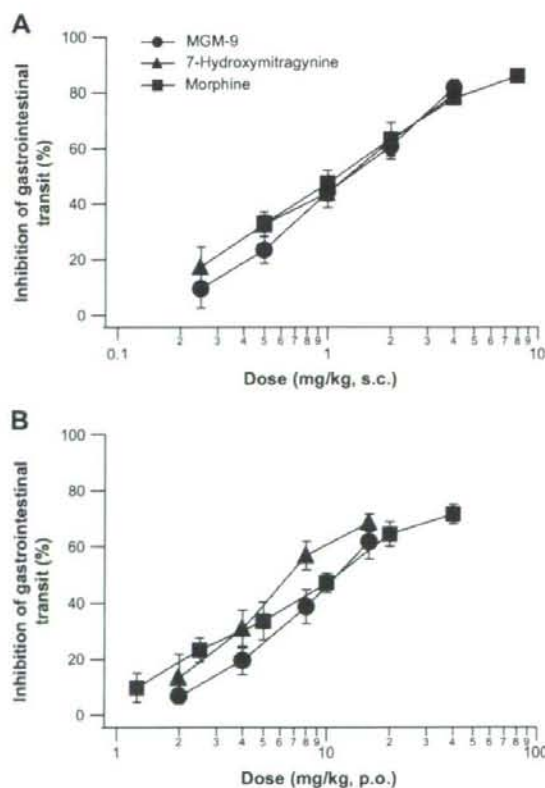 A
MGM-9
7-Hydroxymitragynine
Morphine
Inhibition of gastrointestinal
transit (%)
100
80
60
40
20
0
0.1 2 3 4 5 6 7 8 9 1 2 3 4 5 6 7 8 9 10
Dose (mg/kg, s.c.)
B
Inhibition of gastrointestinal
transit (%)
100
80
60
40
20
0
1 2 3 4 5 6 7 8 9 10 2 3 4 5 6 7 8 9 100
Dose (mg/kg, p.o.)